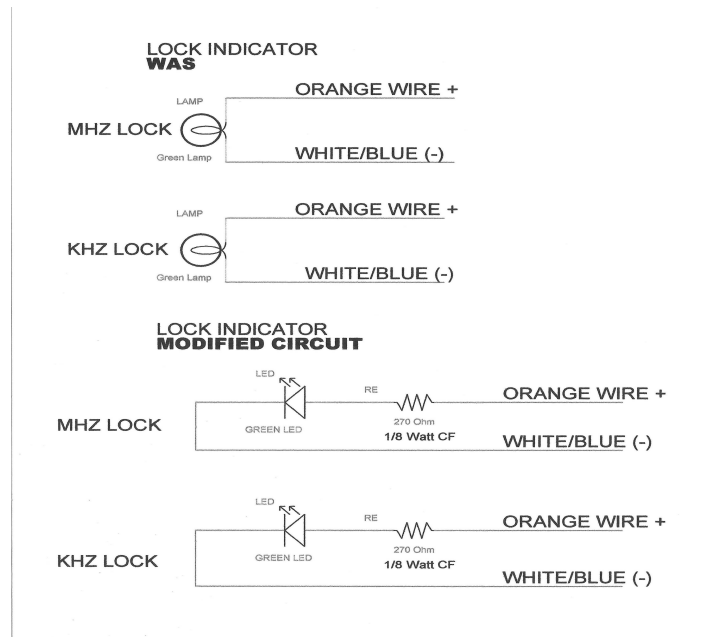 LOCK INDICATOR
WAS
LAMP
ORANGE WIRE +
MHZ LOCK
Green Lamp
WHITE/BLUE (-)
LAMP
ORANGE WIRE +
KHZ LOCK
Green Lamp
WHITE/BLUE (-)
LOCK INDICATOR
MODIFIED CIRCUIT
LED
RE
ORANGE WIRE +
MHZ LOCK
GREEN LED
270 Ohm
1/8 Watt CF
WHITE/BLUE (-)
LED
RE
ORANGE WIRE +
KHZ LOCK
GREEN LED
270 Ohm
1/8 Watt CF
WHITE/BLUE (-)